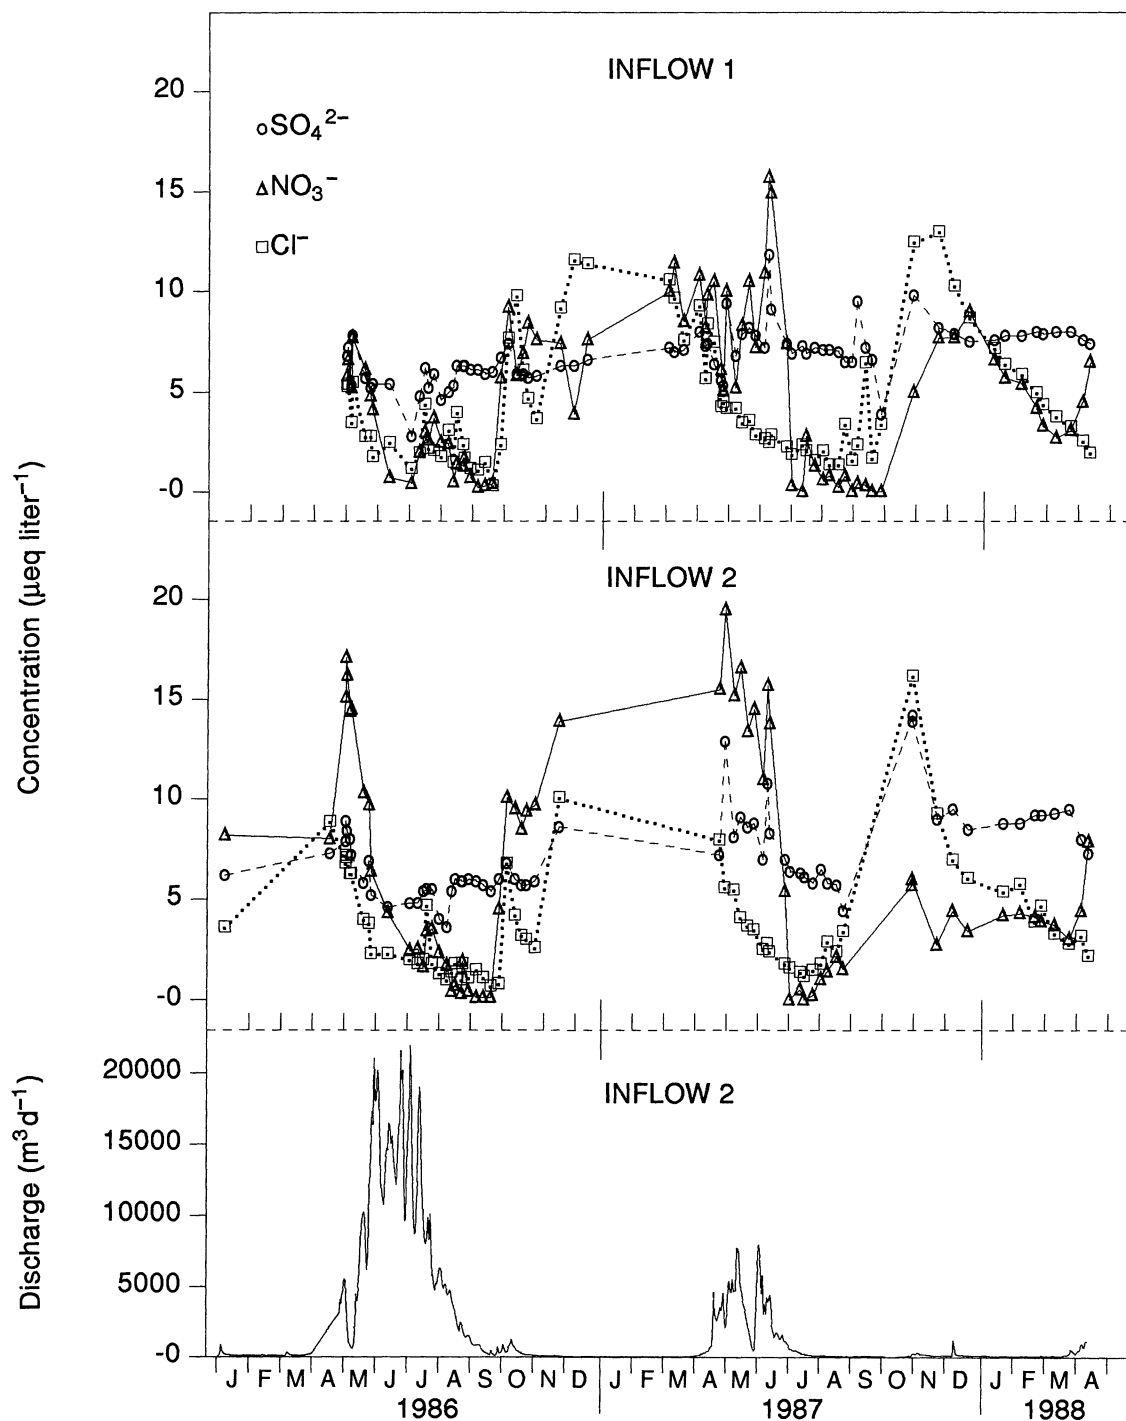 INFLOW 1
20
SO₄²⁻
NO₃⁻
Cl⁻
15
10
5
-0
INFLOW 2
20
15
10
5
-0
Concentration (µeq liter⁻¹)
INFLOW 2
20000
15000
10000
5000
-0
Discharge (m³d⁻¹)
J F M A M J J A S O N D J F M A M J J A S O N D J F M A
1986 1987 1988